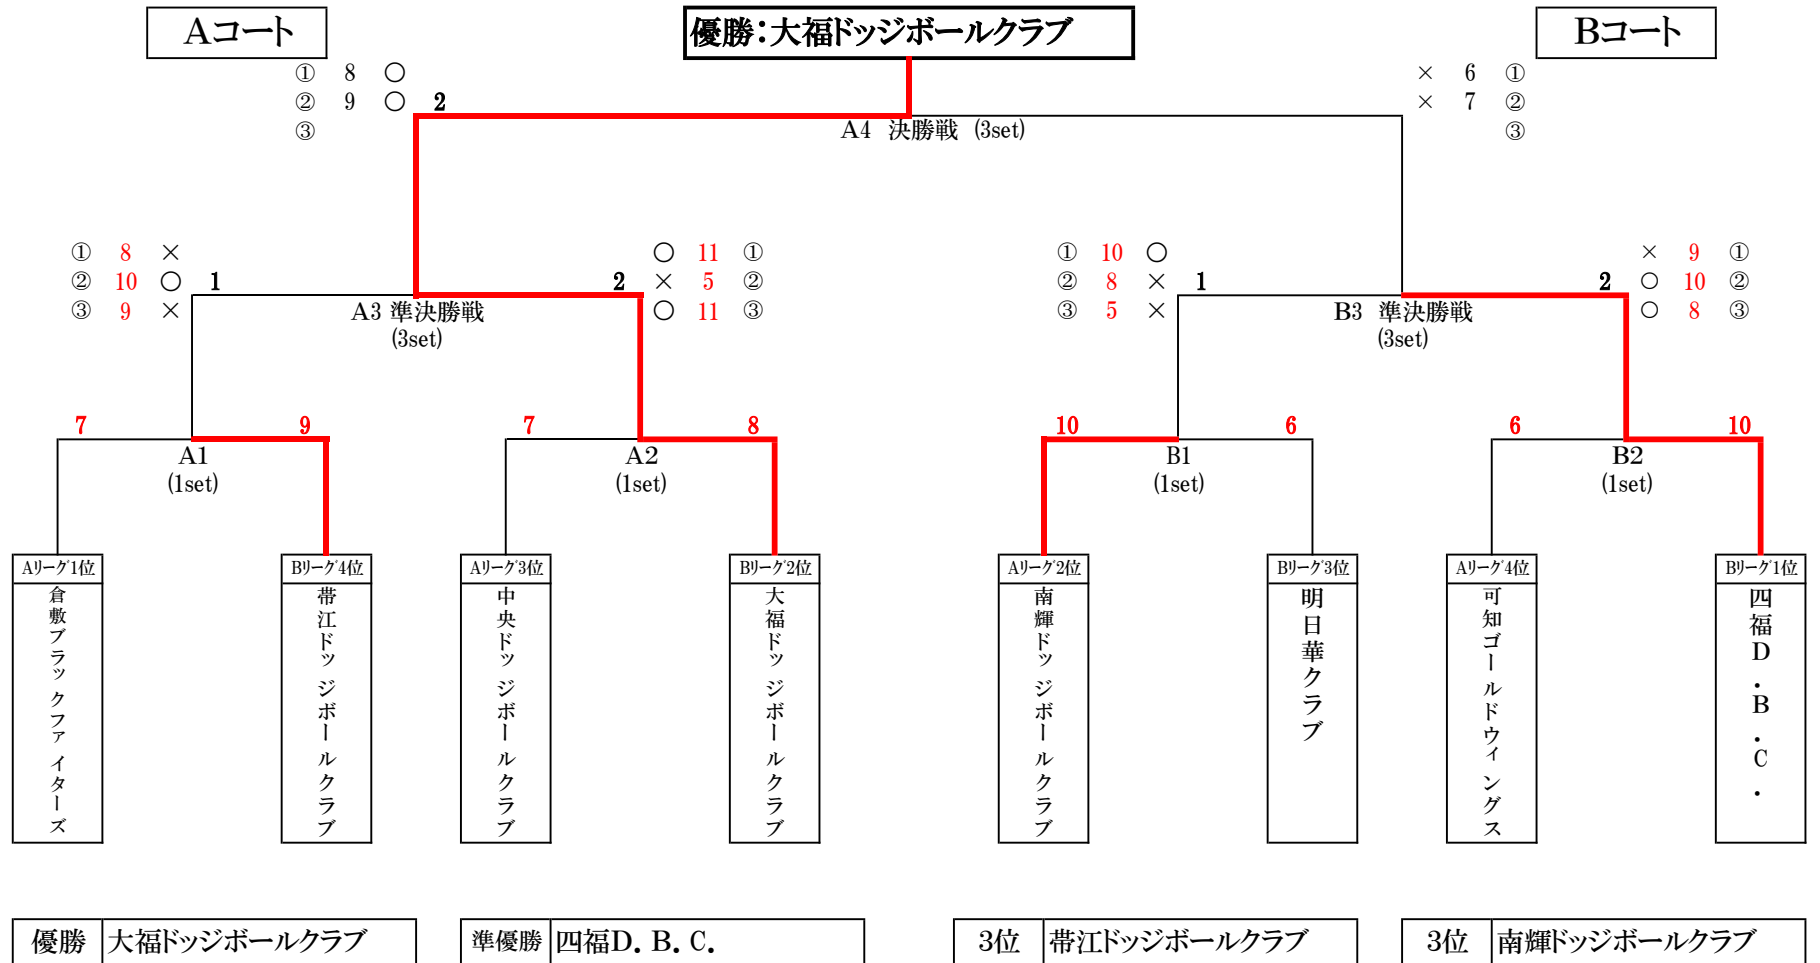 Aコート
優勝：大福ドッジボールクラブ
Bコート
① 8 ○
② 9 ○ 2
③
× 6 ①
× 7 ②
③
A4 決勝戦 (3set)
① 8 ×
② 10 ○ 1
③ 9 ×
○ 11 ①
2 × 5 ②
○ 11 ③
A3 準決勝戦
(3set)
① 10 ○
② 8 × 1
③ 5 ×
× 9 ①
2 ○ 10 ②
○ 8 ③
B3 準決勝戦
(3set)
7 9
A1
(1set)
7 8
A2
(1set)
10 6
B1
(1set)
6 10
B2
(1set)
Aリーグ1位
倉敷ブラックファイターズ
Bリーグ4位
帯江ドッジボールクラブ
Aリーグ3位
中央ドッジボールクラブ
Bリーグ2位
大福ドッジボールクラブ
Aリーグ2位
南輝ドッジボールクラブ
Bリーグ3位
明日華クラブ
Aリーグ4位
可知ゴールドウィングス
Bリーグ1位
四福D.B.C.
優勝 大福ドッジボールクラブ
準優勝 四福D.B.C.
3位 帯江ドッジボールクラブ
3位 南輝ドッジボールクラブ